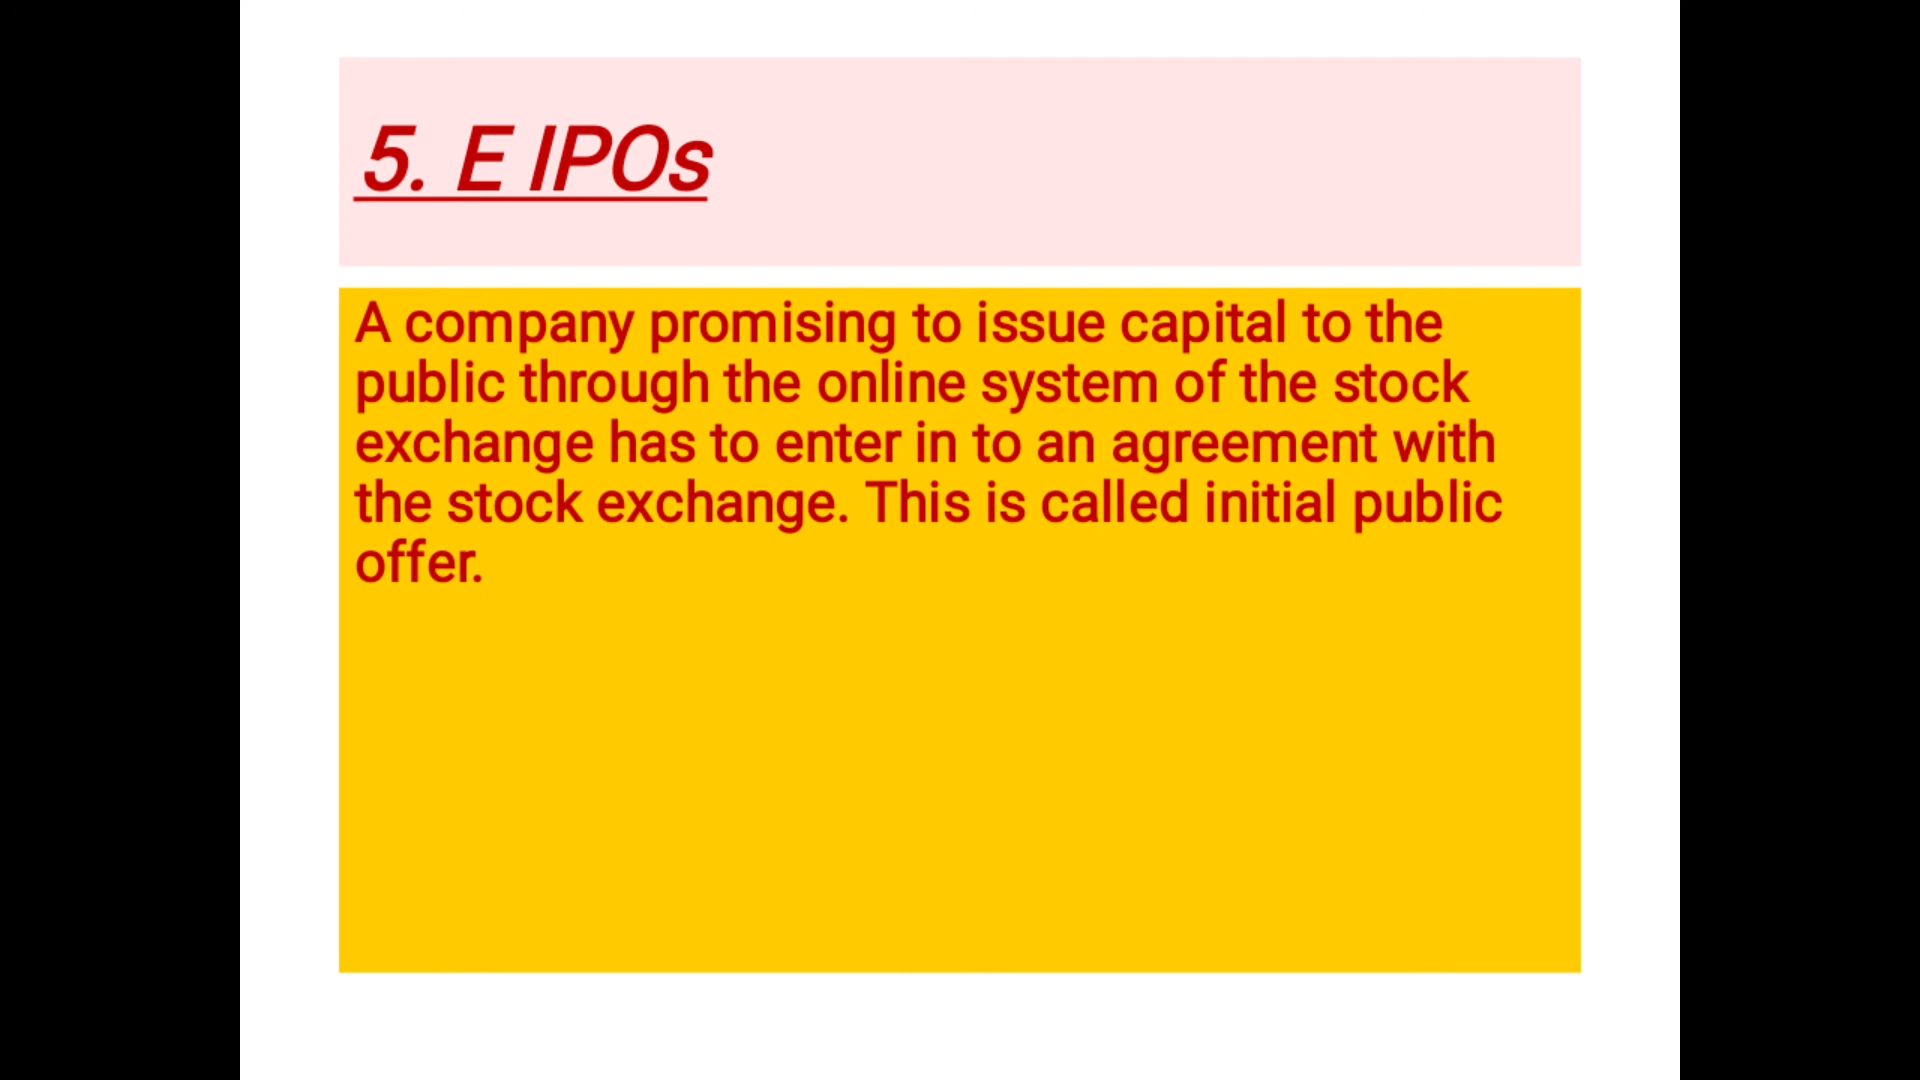 5. E IPOs
A company promising to issue capital to the
public through the online system of the stock
exchange has to enter in to an agreement with
the stock exchange. This is called initial public
offer.